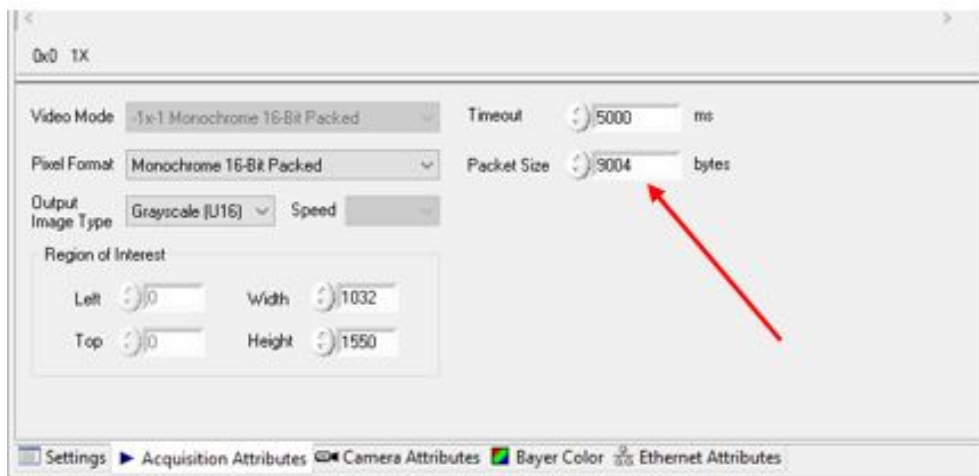 0x0 1X
Video Mode -1x-1 Monochrome 16-Bit Packed
Timeout 5000 ms
Pixel Format Monochrome 16-Bit Packed
Packet Size 9004 bytes
Output Image Type Grayscale (U16) Speed
Region of Interest
Left 0 Width 1032
Top 0 Height 1550
Settings Acquisition Attributes Camera Attributes Bayer Color Ethernet Attributes